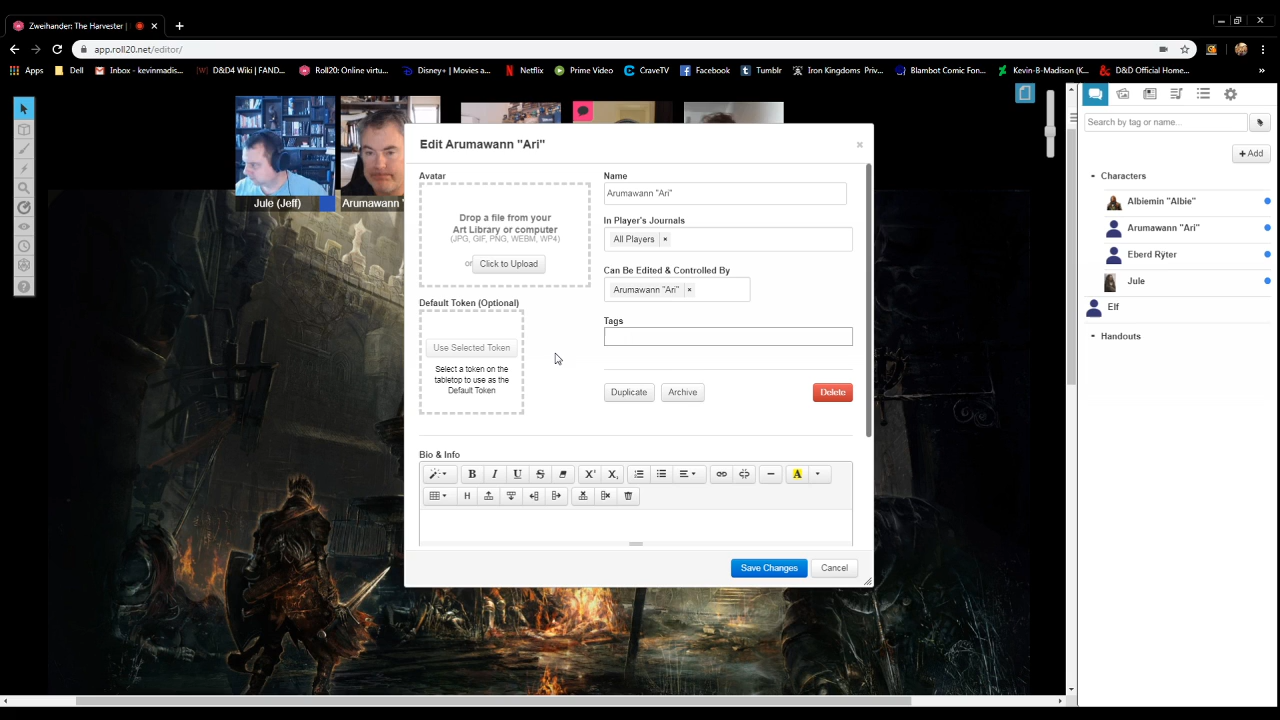 Zweihander: The Harvester |
app.roll20.net/editor/
Apps
Dell
Inbox - kevinmadis...
D&D4 Wiki | FAND...
Roll20: Online virtu...
Disney+ | Movies a...
Netflix
Prime Video
CraveTV
Facebook
Tumblr
Iron Kingdoms Priv...
Blambot Comic Fon...
Kevin-B-Madison (K...
D&D Official Home...
»
Jule (Jeff)
Arumawann "
Edit Arumawann "Ari"
×
Avatar
Drop a file from your
Art Library or computer
(JPG, GIF, PNG, WEBM, WP4)
or Click to Upload
Default Token (Optional)
Use Selected Token
Select a token on the
tabletop to use as the
Default Token
Name
Arumawann "Ari"
In Player's Journals
All Players ×
Can Be Edited & Controlled By
Arumawann "Ari" ×
Tags
Duplicate
Archive
Delete
Bio & Info
B I U S X² X, A
H
Save Changes
Cancel
Search by tag or name...
+ Add
Characters
Albiemin "Albie"
Arumawann "Ari"
Eberd Rÿter
Jule
Elf
Handouts